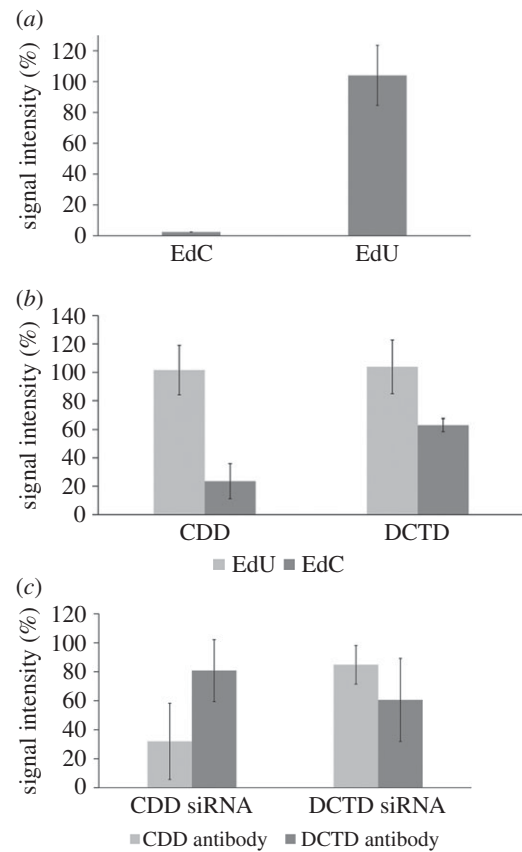 (a)
signal intensity (%)
120
100
80
60
40
20
0
EdC EdU
(b)
signal intensity (%)
140
120
100
80
60
40
20
0
CDD DCTD
EdU EdC
(c)
signal intensity (%)
120
100
80
60
40
20
0
CDD siRNA DCTD siRNA
CDD antibody DCTD antibody